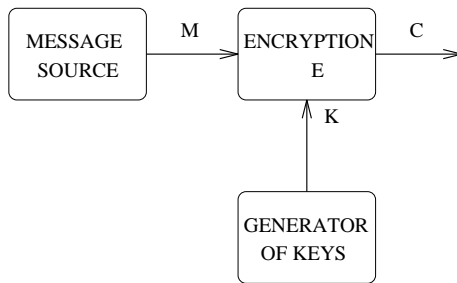 MESSAGE
SOURCE
M
ENCRYPTION
E
C
K
GENERATOR
OF KEYS